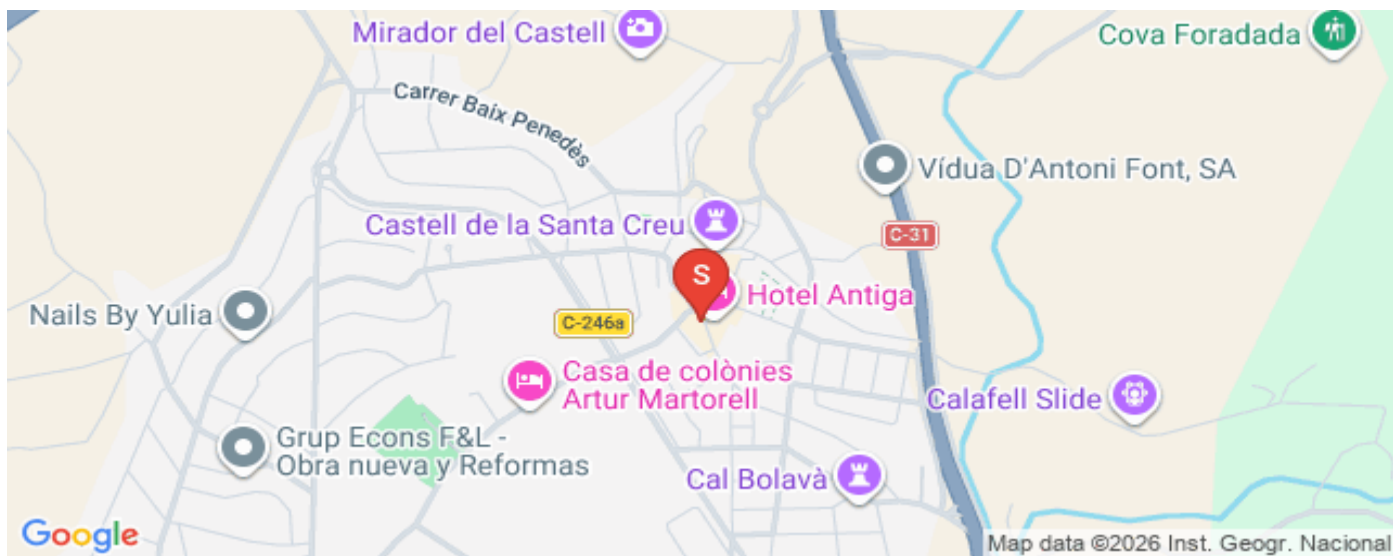 Mirador del Castell
Cova Foradada
Carrer Baix Penedès
Vídua D'Antoni Font, SA
Castell de la Santa Creu
C-31
S
Hotel Antiga
Nails By Yulia
C-246a
Casa de colònies
Artur Martorell
Calafell Slide
Grup Econs F&L -
Obra nueva y Reformas
Cal Bolavà
Google
Map data ©2026 Inst. Geogr. Nacional